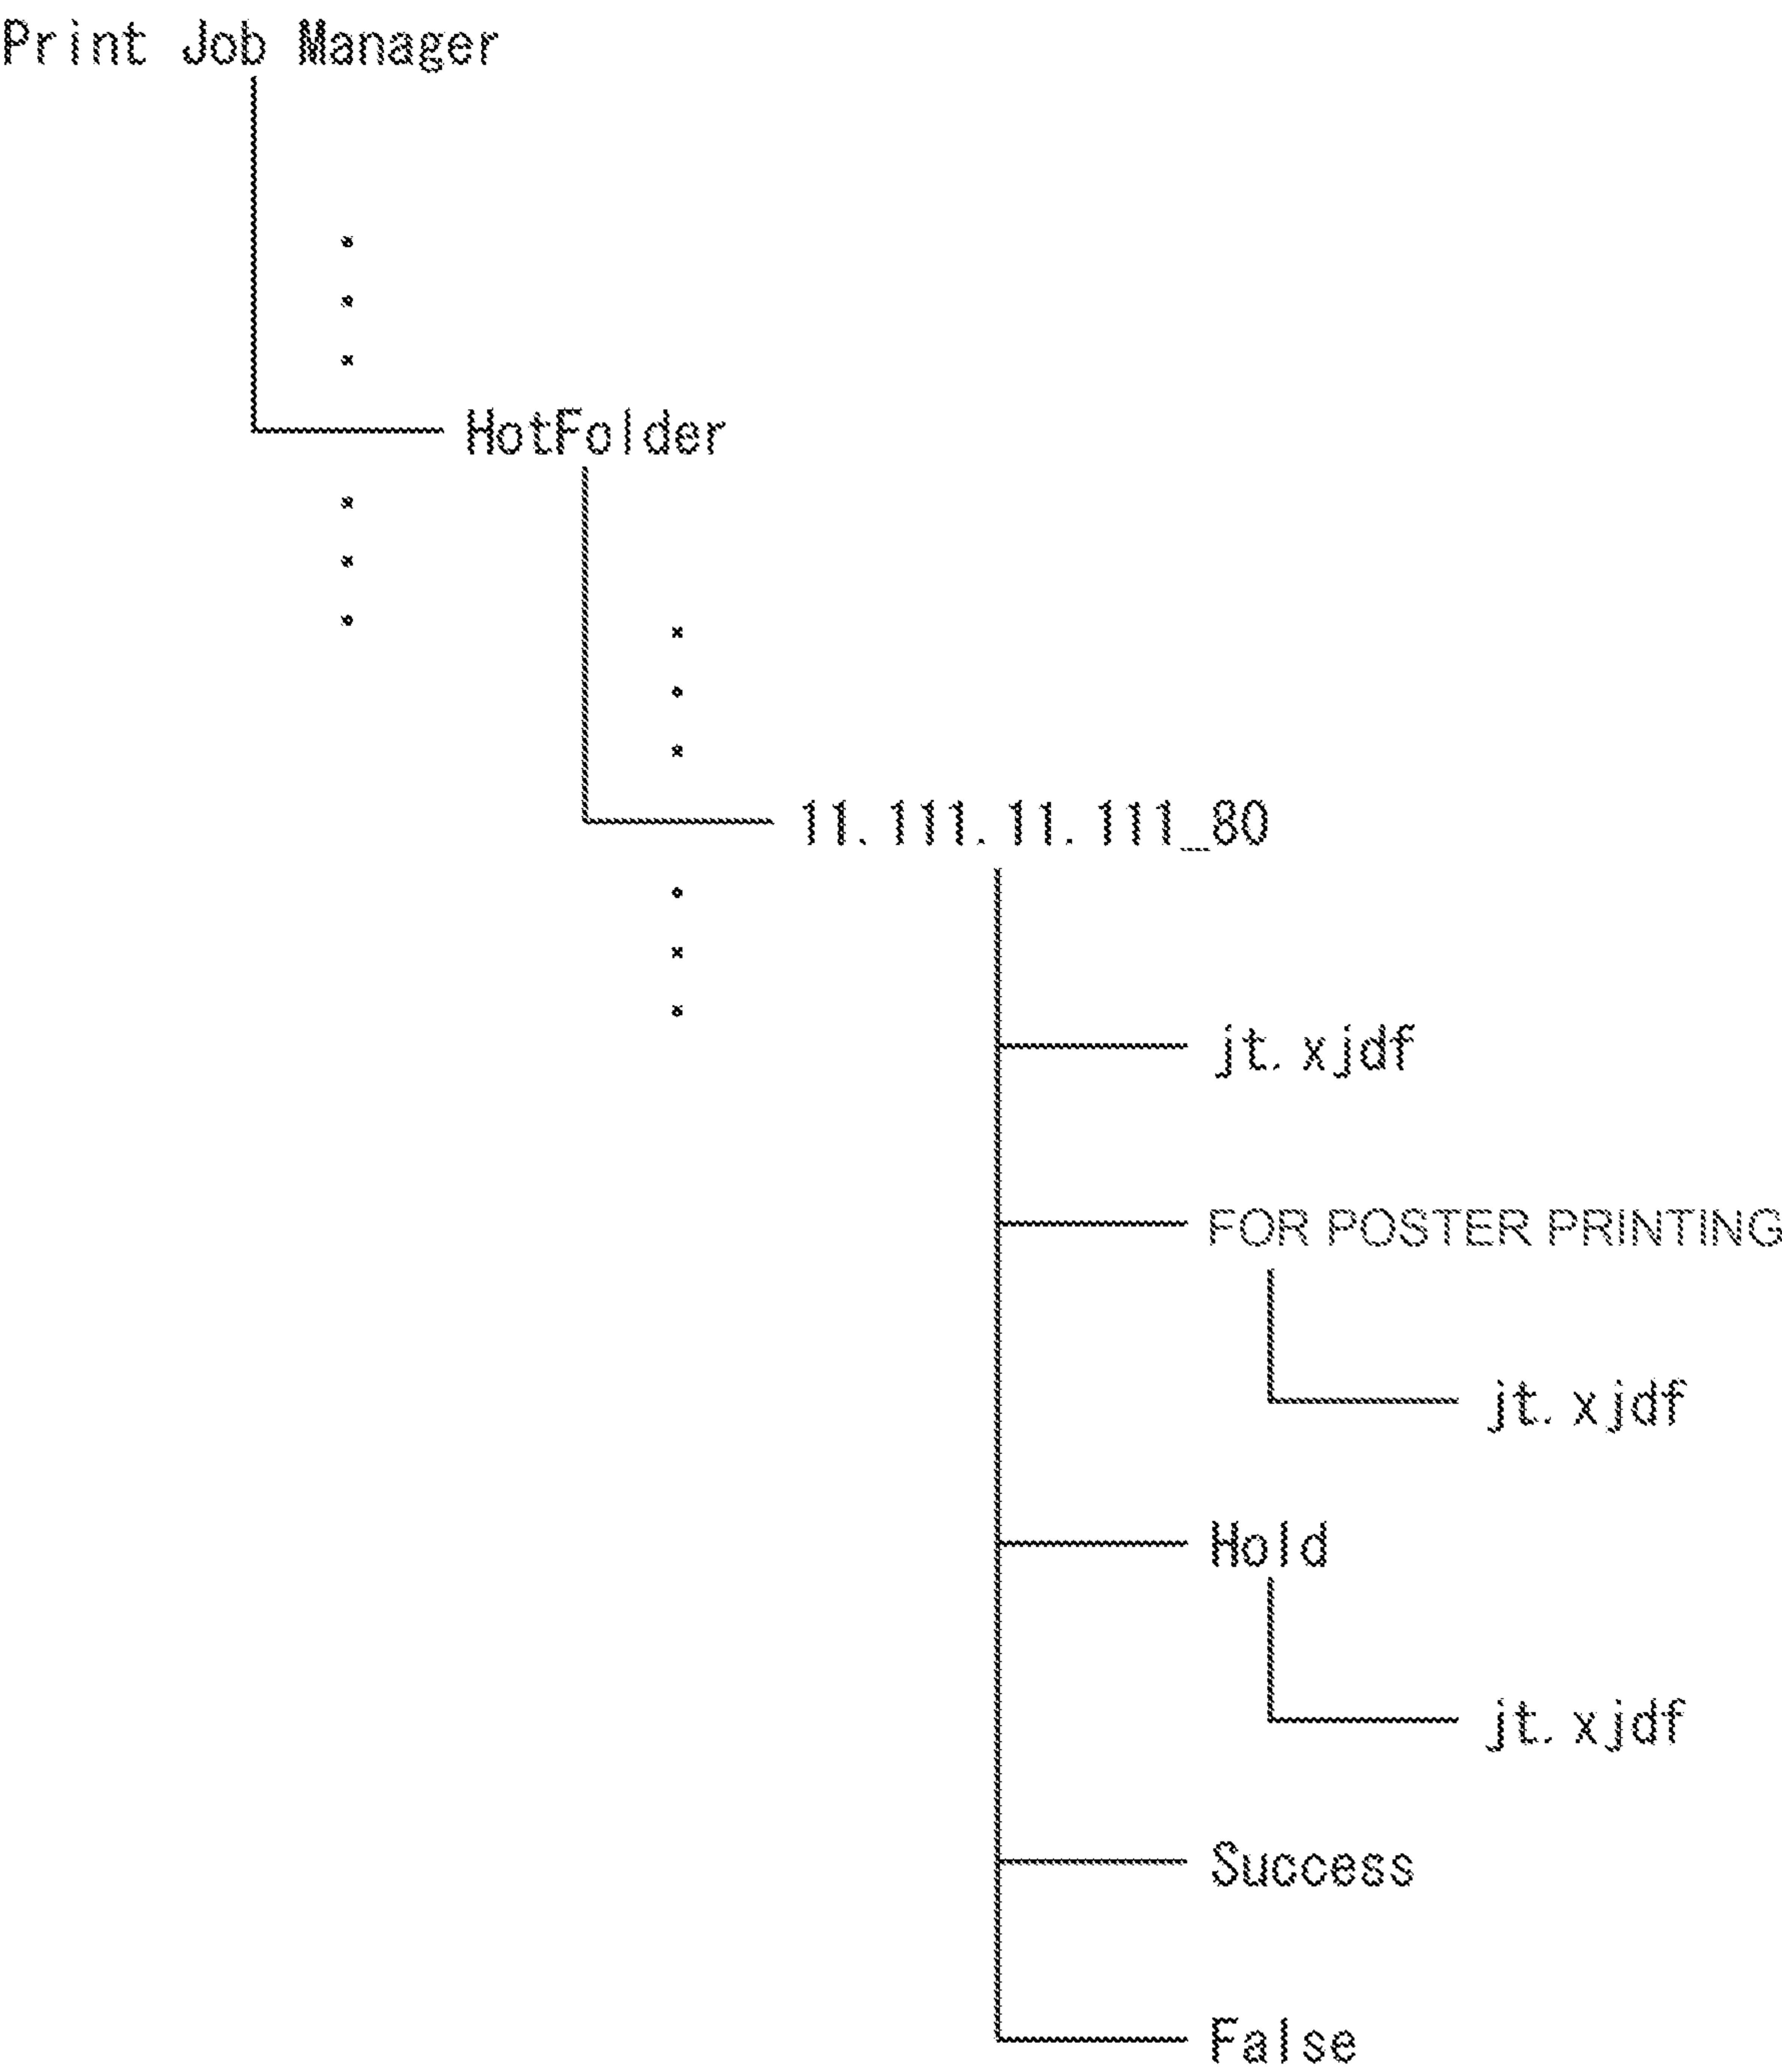 Print Job Manager
HotFolder
11.111.11.111_80
jt.xjdf
FOR POSTER PRINTING
jt.xjdf
Hold
jt.xjdf
Success
False